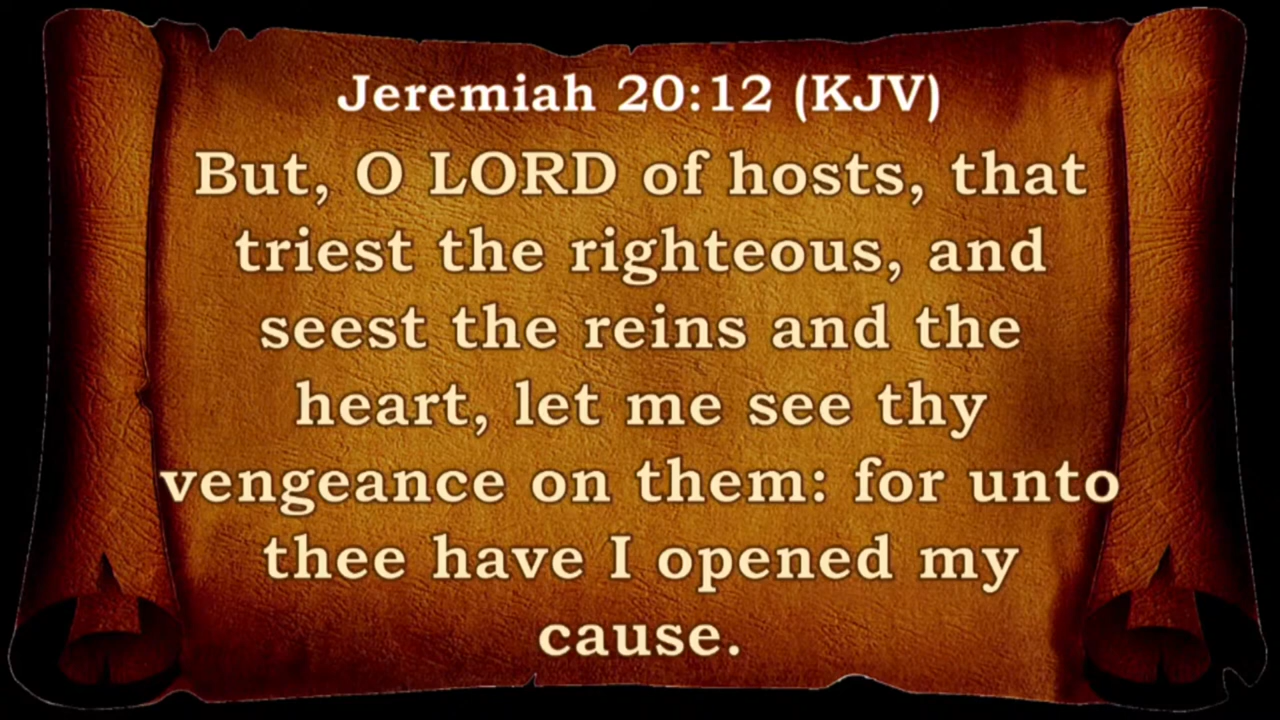 Jeremiah 20:12 (KJV)
But, O LORD of hosts, that
triest the righteous, and
seest the reins and the
heart, let me see thy
vengeance on them: for unto
thee have I opened my
cause.